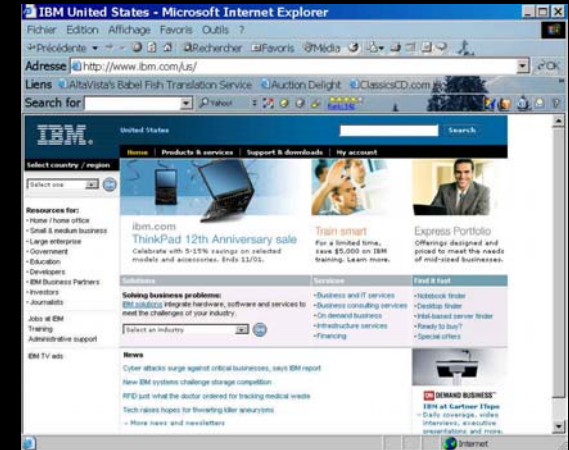 IBM United States - Microsoft Internet Explorer
Fichier Edition Affichage Favoris Outils ?
Précédente Rechercher Favoris Média
Adresse http://www.ibm.com/us/ OK
Liens AltaVista's Babel Fish Translation Service Auction Delight ClassicsCD.com
Search for Yahoo!
IBM.
United States
Search
Home | Products & services | Support & downloads | My account
Select country / region
Select one
Resources for:
Home / home office
Small & medium business
Large enterprise
Government
Education
Developers
IBM Business Partners
Investors
Journalists
Jobs at IBM
Training
Administrative support
IBM TV ads
ibm.com
ThinkPad 12th Anniversary sale
Celebrate with 5-15% savings on selected
models and accessories. Ends 11/01.
Train smart
For a limited time,
save $5,000 on IBM
training. Learn more.
Express Portfolio
Offerings designed and
priced to meet the needs
of mid-sized businesses.
Solutions
Solving business problems:
IBM solutions integrate hardware, software and services to
meet the challenges of your industry.
Select an industry
Services
Business and IT services
Business consulting services
On demand business
Infrastructure services
Financing
Find it fast
Notebook finder
Desktop finder
Intel-based server finder
Ready to buy?
Special offers
News
Cyber attacks surge against critical businesses, says IBM report
New IBM systems challenge storage competition
RFID just what the doctor ordered for tracking medical waste
Tech raises hopes for thwarting killer aneurysms
More news and newsletters
ON DEMAND BUSINESS
IBM at Gartner ITxpo
Daily coverage, video
interviews, executive
presentations and more.
Internet